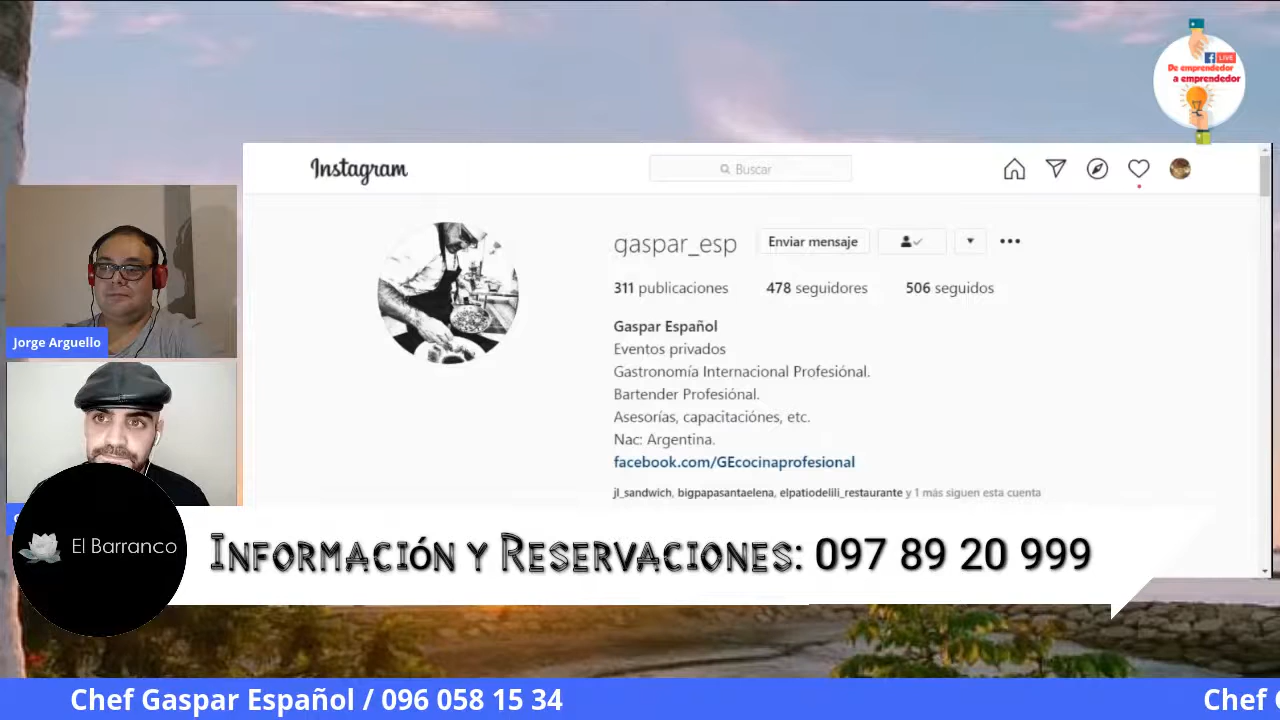 De emprendedor
a emprendedor
LIVE
Instagram
Buscar
gaspar_esp
Enviar mensaje
311 publicaciones
478 seguidores
506 seguidos
Gaspar Español
Eventos privados
Gastronomía Internacional Profesiónal.
Bartender Profesiónal.
Asesorías, capacitaciónes, etc.
Nac: Argentina.
facebook.com/GEcocinaprofesional
jl_sandwich, bigpapasantaelena, elpatiodelili_restaurante y 1 más siguen esta cuenta
Jorge Arguello
El Barranco
Información y Reservaciones: 097 89 20 999
Chef Gaspar Español / 096 058 15 34
Chef